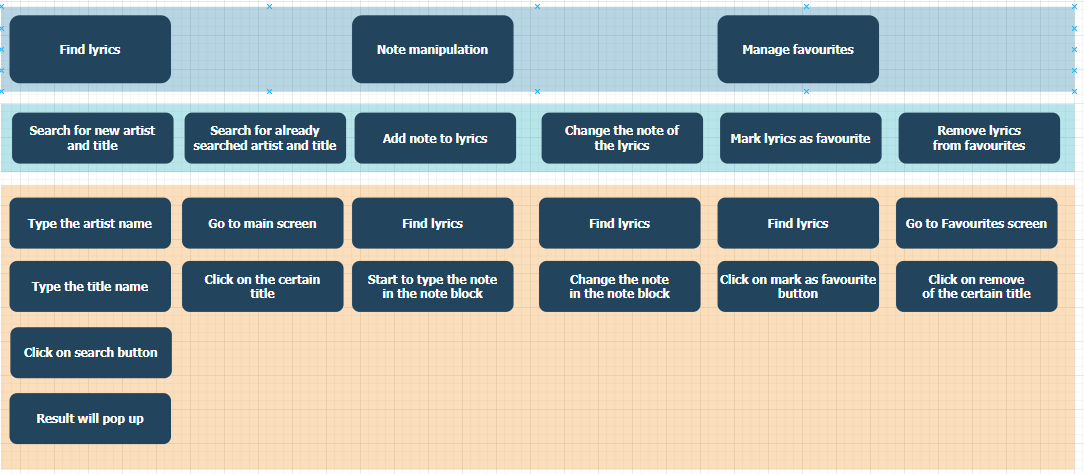 Find lyrics
Note manipulation
Manage favourites
Search for new artist
and title
Search for already
searched artist and title
Add note to lyrics
Change the note of
the lyrics
Mark lyrics as favourite
Remove lyrics
from favourites
Type the artist name
Go to main screen
Find lyrics
Find lyrics
Find lyrics
Go to Favourites screen
Type the title name
Click on the certain
title
Start to type the note
in the note block
Change the note
in the note block
Click on mark as favourite
button
Click on remove
of the certain title
Click on search button
Result will pop up